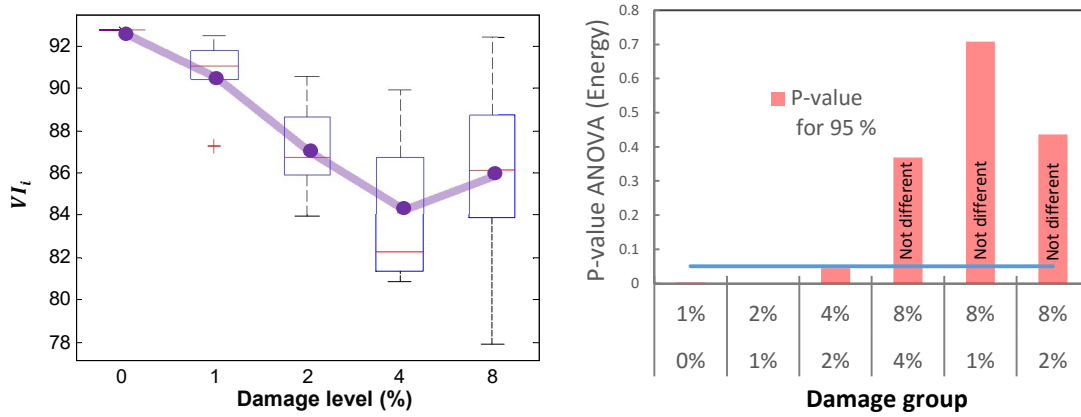 92
90
88
86
84
82
80
78
VI_i
0 1 2 4 8
Damage level (%)
0.8
0.7
0.6
0.5
0.4
0.3
0.2
0.1
0
P-value ANOVA (Energy)
P-value
for 95 %
Not different
Not different
Not different
1% 2% 4% 8% 8% 8%
0% 1% 2% 4% 1% 2%
Damage group